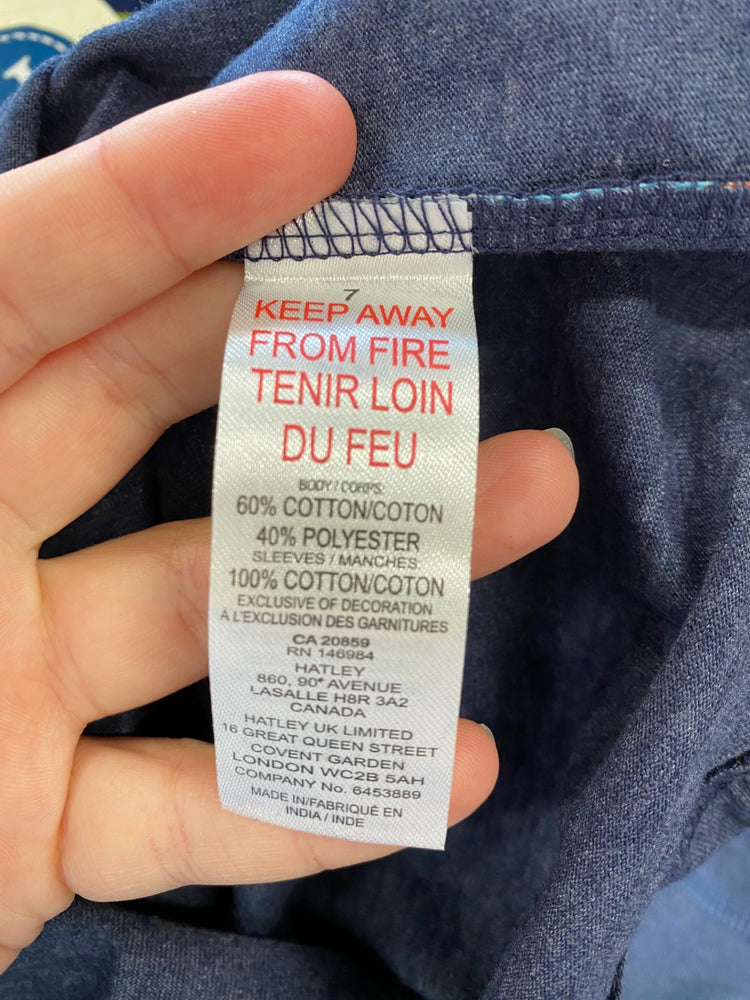 7
KEEP AWAY
FROM FIRE
TENIR LOIN
DU FEU
BODY / CORPS:
60% COTTON/COTON
40% POLYESTER
SLEEVES / MANCHES:
100% COTTON/COTON
EXCLUSIVE OF DECORATION
À L'EXCLUSION DES GARNITURES
CA 20859
RN 146984
HATLEY
860, 90e AVENUE
LASALLE H8R 3A2
CANADA
HATLEY UK LIMITED
16 GREAT QUEEN STREET
COVENT GARDEN
LONDON WC2B 5AH
COMPANY No. 6453889
MADE IN/FABRIQUÉ EN
INDIA / INDE